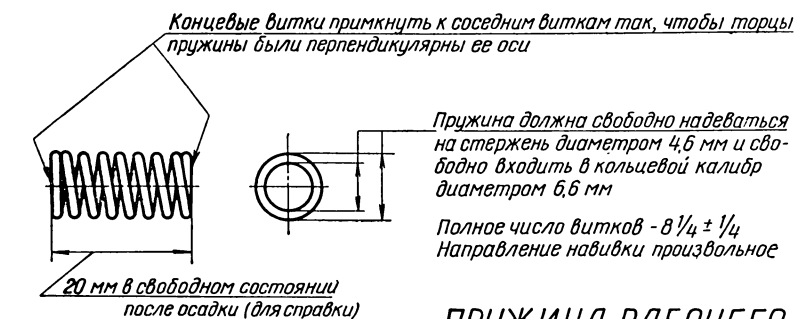 Концевые витки примкнуть к соседним виткам так, чтобы торцы
пружины были перпендикулярны ее оси
Пружина должна свободно надеваться
на стержень диаметром 4,6 мм и сво-
бодно входить в кольцевой калибр
диаметром 6,6 мм
Полное число витков - 8 1/4 ± 1/4
Направление навивки произвольное
20 мм в свободном состоянии
после осадки (для справки)
ПРУЖИНА РАБОЧЕГО